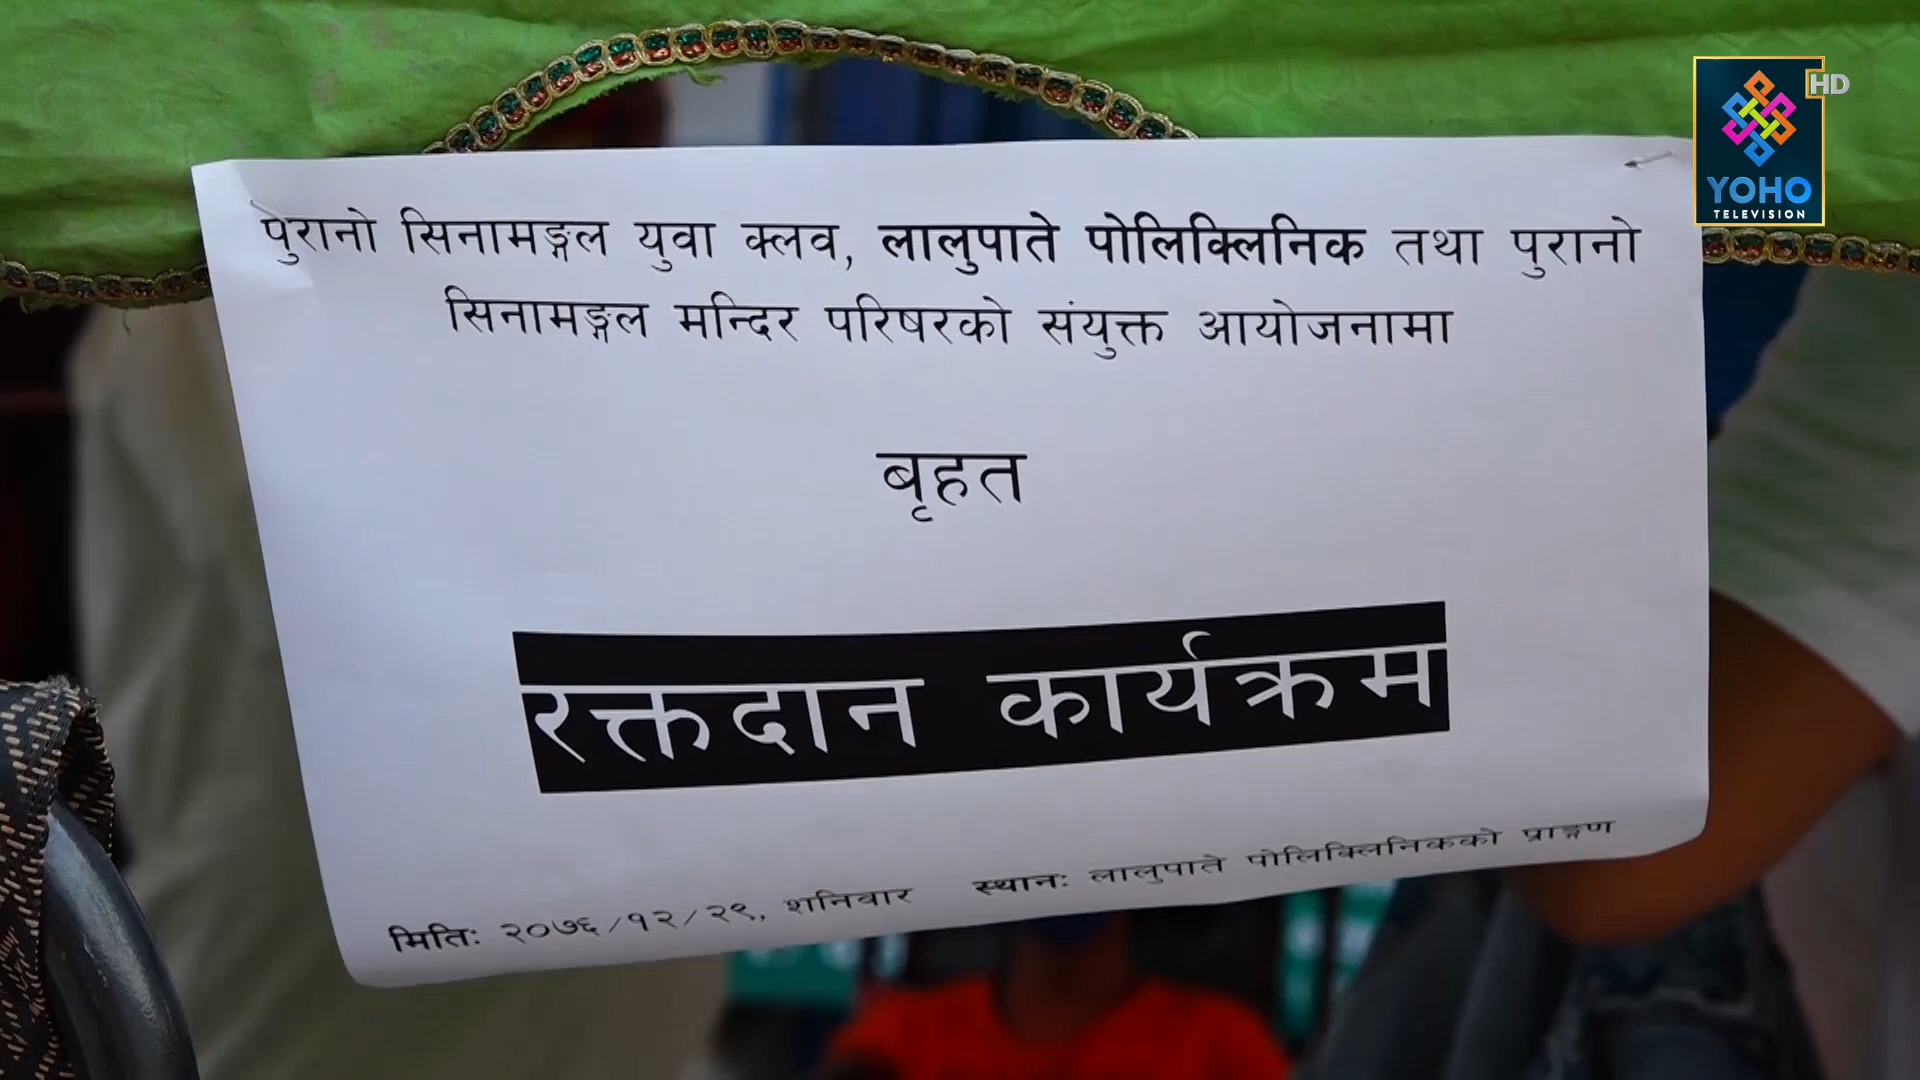 HD
YOHO
TELEVISION
पुरानो सिनामङ्गल युवा क्लव, लालुपाते पोलिक्लिनिक तथा पुरानो
सिनामङ्गल मन्दिर परिषरको संयुक्त आयोजनामा
बृहत
रक्तदान कार्यक्रम
मितिः २०७६/१२/२९, शनिवार स्थानः लालुपाते पोलिक्लिनिकको प्राङ्गण